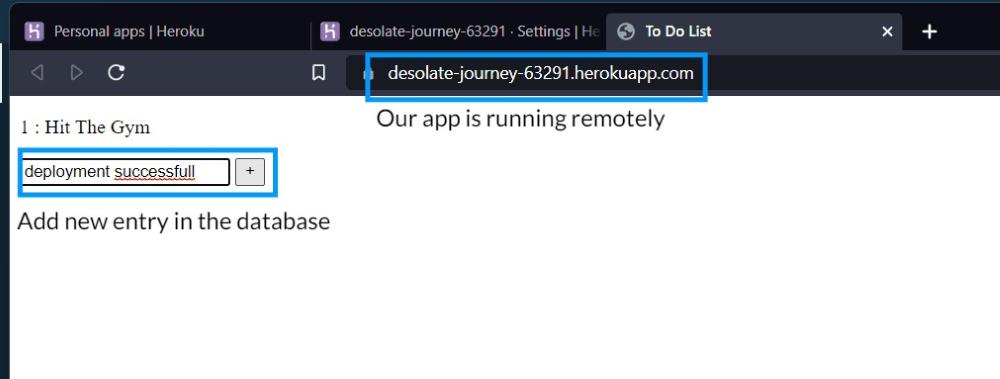 Personal apps | Heroku
desolate-journey-63291 · Settings | He
To Do List
desolate-journey-63291.herokuapp.com
Our app is running remotely
1 : Hit The Gym
deployment successfull
+
Add new entry in the database